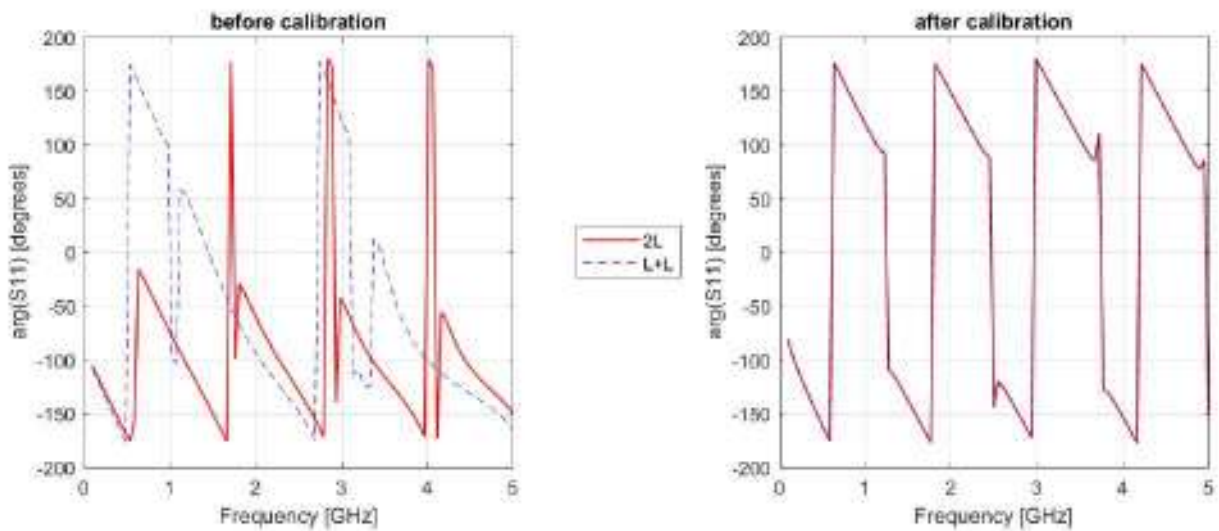 before calibration
200
150
100
50
0
-50
-100
-150
-200
arg(S11) [degrees]
0 1 2 3 4 5
Frequency [GHz]
2L
L+L
after calibration
200
150
100
50
0
-50
-100
-150
-200
arg(S11) [degrees]
0 1 2 3 4 5
Frequency [GHz]